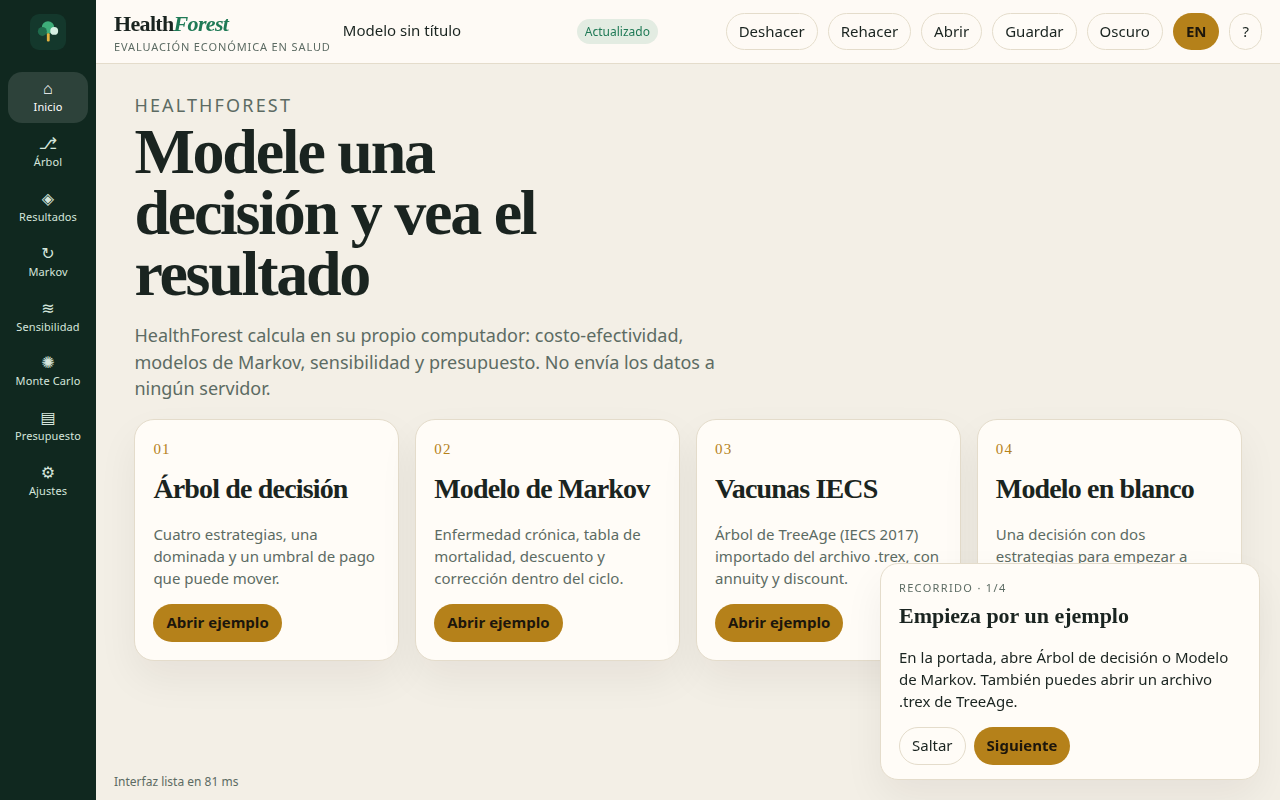 HealthForest
EVALUACIÓN ECONÓMICA EN SALUD
Modelo sin título
Actualizado
Deshacer
Rehacer
Abrir
Guardar
Oscuro
EN
?
Inicio
Árbol
Resultados
Markov
Sensibilidad
Monte Carlo
Presupuesto
Ajustes
HEALTHFOREST
Modele una
decisión y vea el
resultado
HealthForest calcula en su propio computador: costo-efectividad,
modelos de Markov, sensibilidad y presupuesto. No envía los datos a
ningún servidor.
01
Árbol de decisión
Cuatro estrategias, una
dominada y un umbral de pago
que puede mover.
Abrir ejemplo
02
Modelo de Markov
Enfermedad crónica, tabla de
mortalidad, descuento y
corrección dentro del ciclo.
Abrir ejemplo
03
Vacunas IECS
Árbol de TreeAge (IECS 2017)
importado del archivo .trex, con
annuity y discount.
Abrir ejemplo
04
Modelo en blanco
Una decisión con dos
estrategias para empezar a
RECORRIDO · 1/4
Empieza por un ejemplo
En la portada, abre Árbol de decisión o Modelo
de Markov. También puedes abrir un archivo
.trex de TreeAge.
Saltar
Siguiente
Interfaz lista en 81 ms